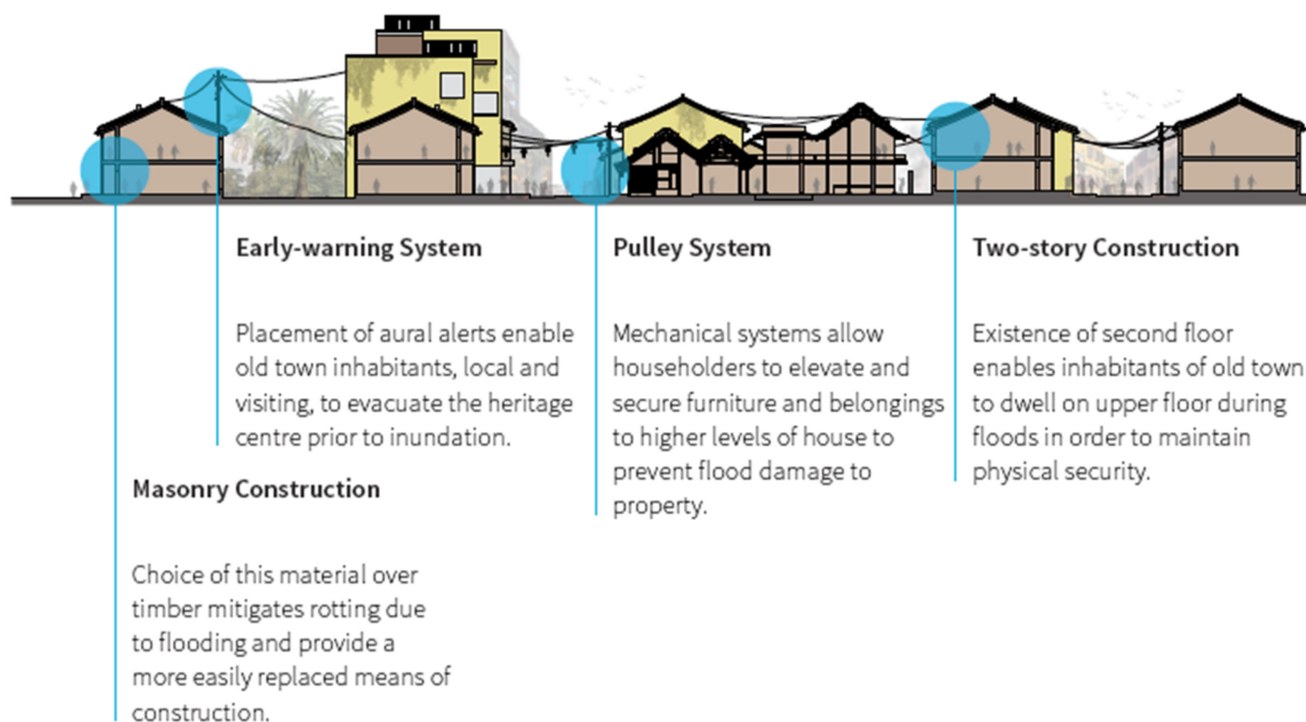 Early-warning System
Placement of aural alerts enable
old town inhabitants, local and
visiting, to evacuate the heritage
centre prior to inundation.
Masonry Construction
Choice of this material over
timber mitigates rotting due
to flooding and provide a
more easily replaced means of
construction.
Pulley System
Mechanical systems allow
householders to elevate and
secure furniture and belongings
to higher levels of house to
prevent flood damage to
property.
Two-story Construction
Existence of second floor
enables inhabitants of old town
to dwell on upper floor during
floods in order to maintain
physical security.